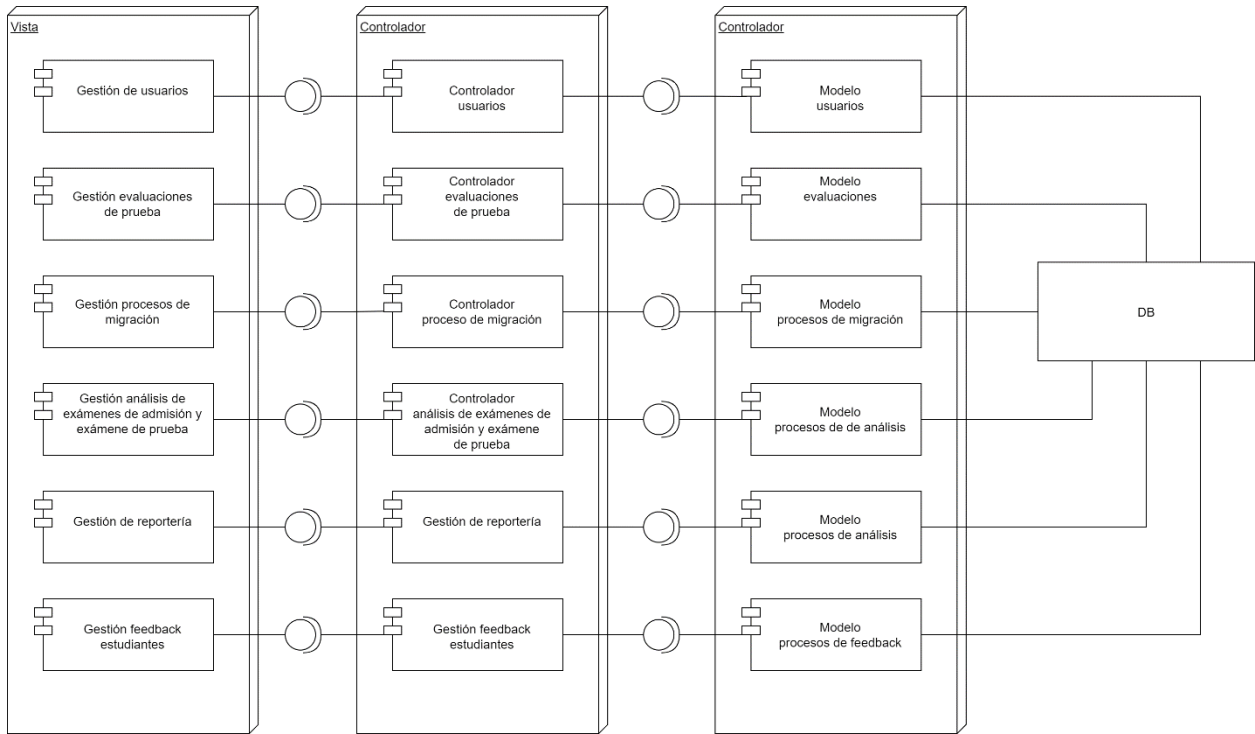 Vista
Controlador
Controlador
Gestión de usuarios
Controlador
usuarios
Modelo
usuarios
Gestión evaluaciones
de prueba
Controlador
evaluaciones
de prueba
Modelo
evaluaciones
Gestión procesos de
migración
Controlador
proceso de migración
Modelo
procesos de migración
DB
Gestión análisis de
exámenes de admisión y
exámene de prueba
Controlador
análisis de exámenes de
admisión y exámene
de prueba
Modelo
procesos de de análisis
Gestión de reportería
Gestión de reportería
Modelo
procesos de análisis
Gestión feedback
estudiantes
Gestión feedback
estudiantes
Modelo
procesos de feedback